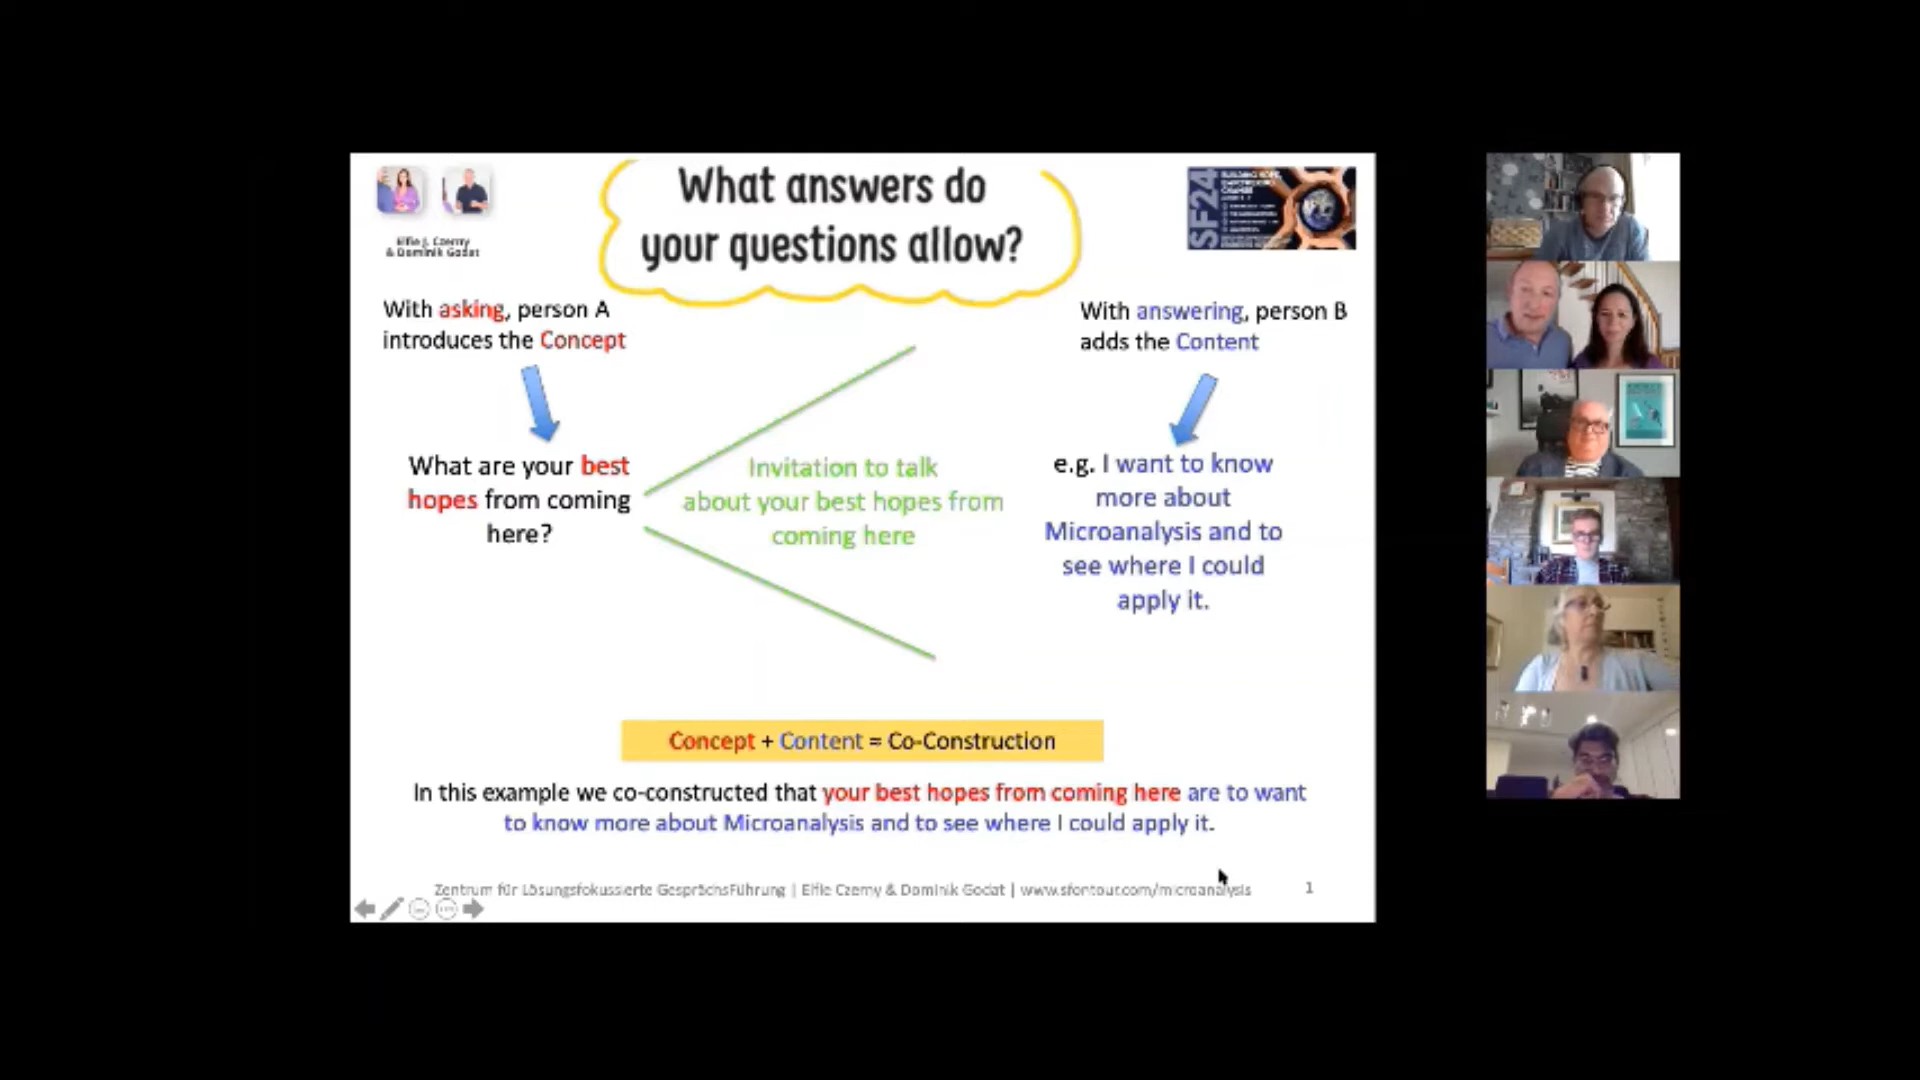 What answers do
your questions allow?
Elfie J. Czerny
& Dominik Godat
SF24
BUILDING HOPE,
With asking, person A
introduces the Concept
With answering, person B
adds the Content
What are your best
hopes from coming
here?
Invitation to talk
about your best hopes from
coming here
e.g. I want to know
more about
Microanalysis and to
see where I could
apply it.
Concept + Content = Co-Construction
In this example we co-constructed that your best hopes from coming here are to want
to know more about Microanalysis and to see where I could apply it.
Zentrum für Lösungsfokussierte GesprächsFührung | Elfie Czerny & Dominik Godat | www.sfontour.com/microanalysis
1